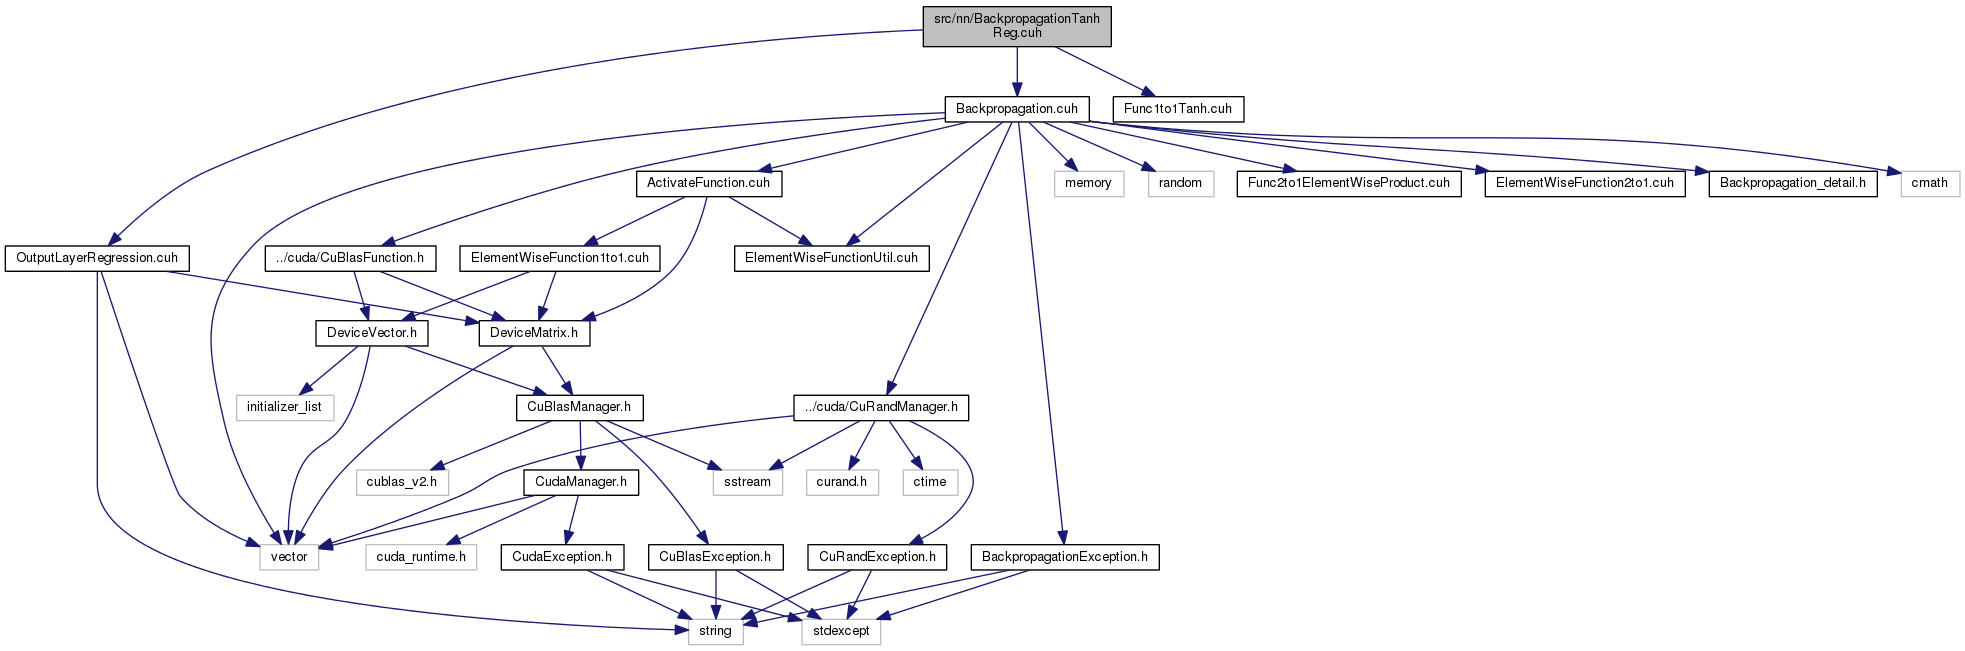 src/nn/BackpropagationTanh
Reg.cuh
Backpropagation.cuh
Func1to1Tanh.cuh
ActivateFunction.cuh
memory
random
Func2to1ElementWiseProduct.cuh
ElementWiseFunction2to1.cuh
Backpropagation_detail.h
cmath
OutputLayerRegression.cuh
../cuda/CuBlasFunction.h
ElementWiseFunction1to1.cuh
ElementWiseFunctionUtil.cuh
DeviceVector.h
DeviceMatrix.h
initializer_list
CuBlasManager.h
../cuda/CuRandManager.h
cublas_v2.h
CudaManager.h
sstream
curand.h
ctime
vector
cuda_runtime.h
CudaException.h
CuBlasException.h
CuRandException.h
BackpropagationException.h
string
stdexcept